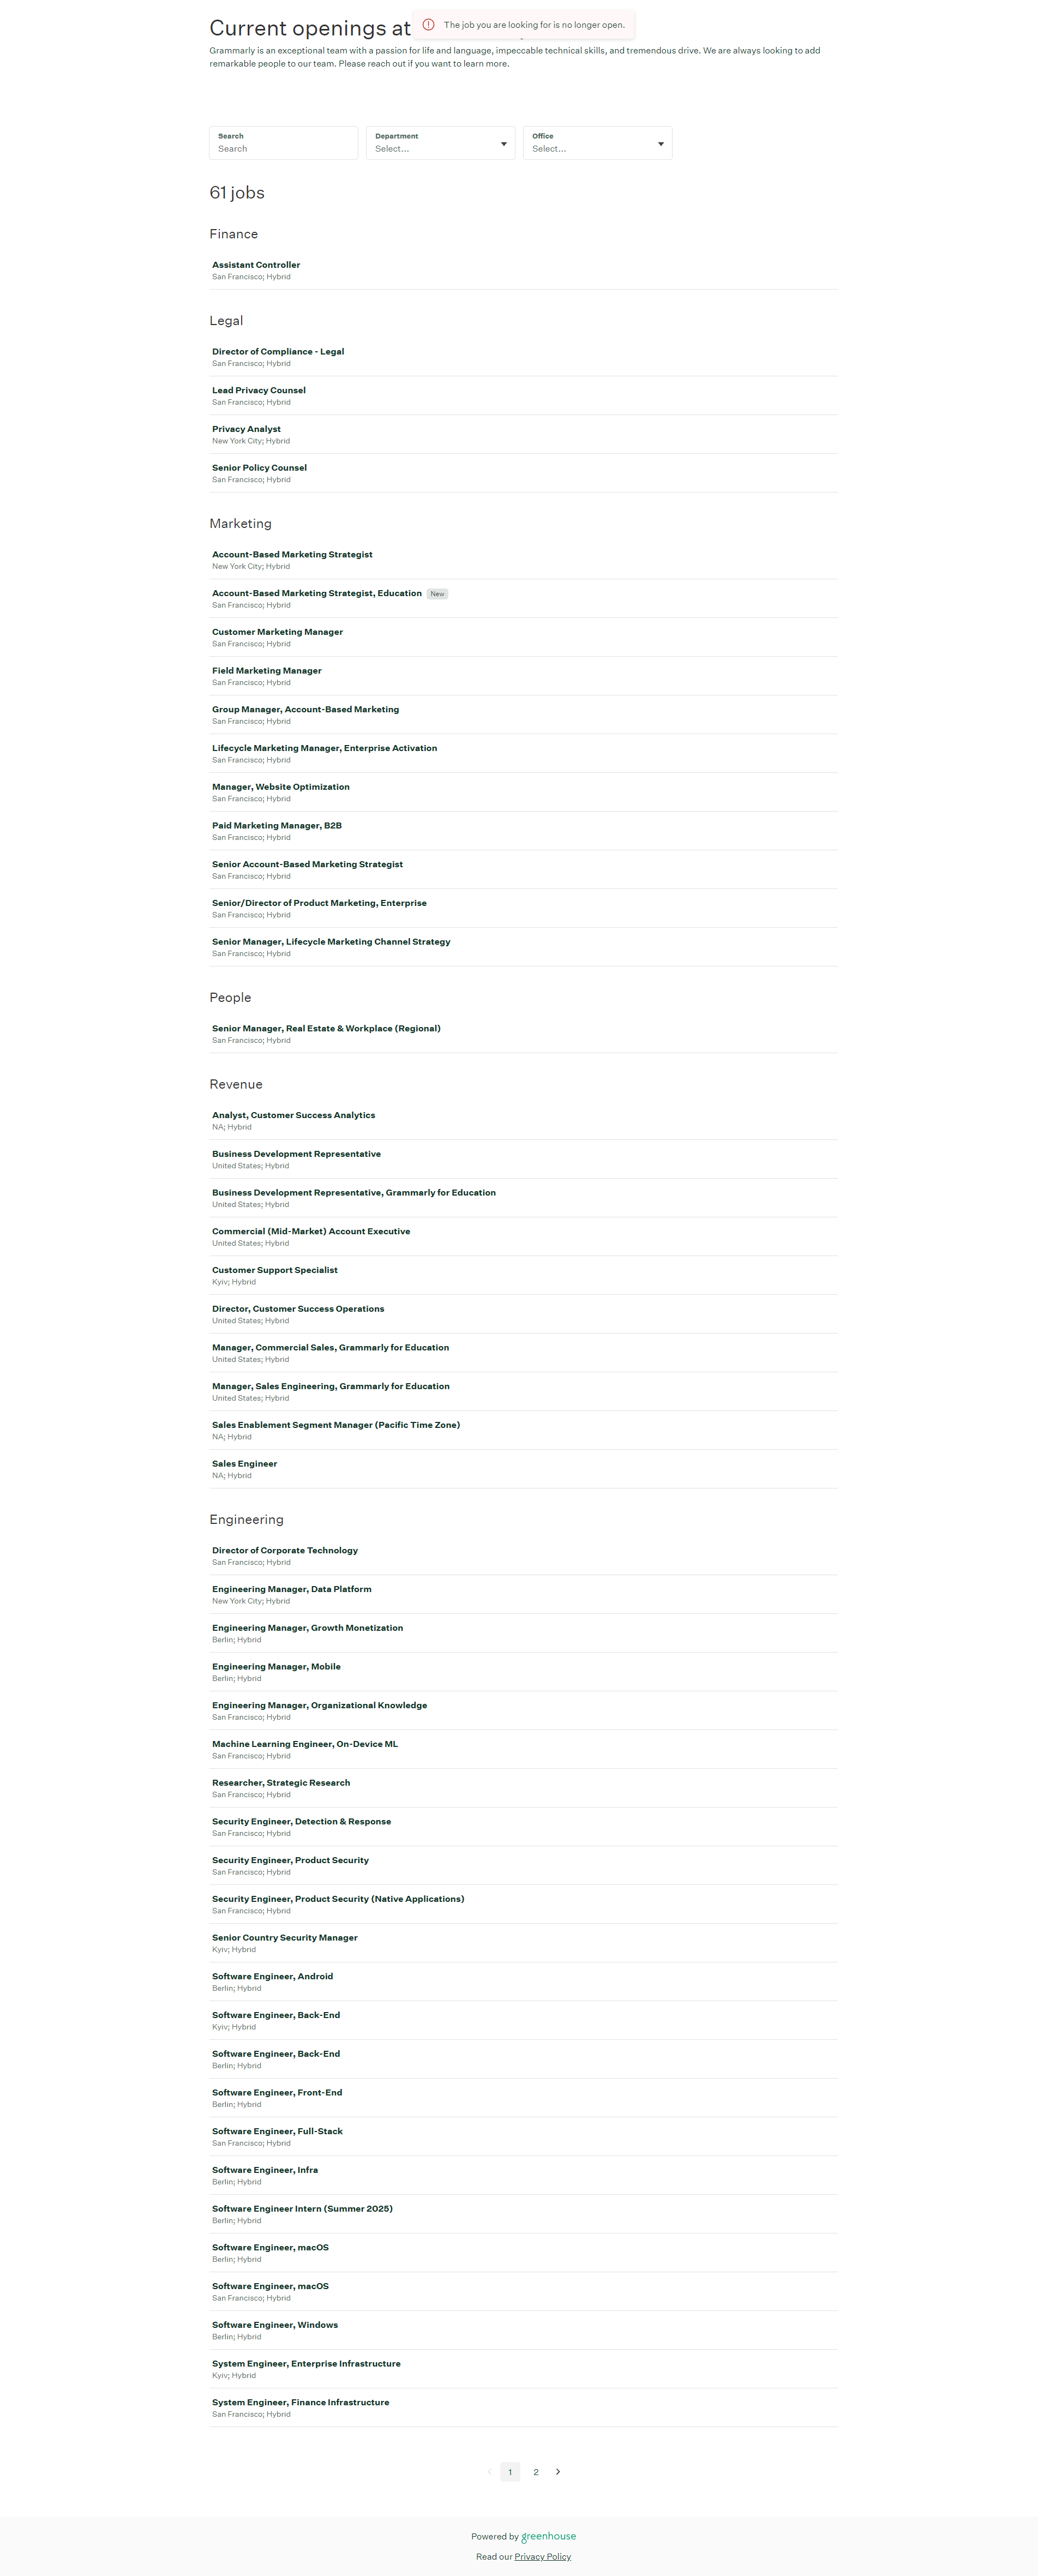 Current openings at
The job you are looking for is no longer open.
Grammarly is an exceptional team with a passion for life and language, impeccable technical skills, and tremendous drive. We are always looking to add
remarkable people to our team. Please reach out if you want to learn more.
Search
Search
Department
Select...
Office
Select...
61 jobs
Finance
Assistant Controller
San Francisco; Hybrid
Legal
Director of Compliance - Legal
San Francisco; Hybrid
Lead Privacy Counsel
San Francisco; Hybrid
Privacy Analyst
New York City; Hybrid
Senior Policy Counsel
San Francisco; Hybrid
Marketing
Account-Based Marketing Strategist
New York City; Hybrid
Account-Based Marketing Strategist, Education New
San Francisco; Hybrid
Customer Marketing Manager
San Francisco; Hybrid
Field Marketing Manager
San Francisco; Hybrid
Group Manager, Account-Based Marketing
San Francisco; Hybrid
Lifecycle Marketing Manager, Enterprise Activation
San Francisco; Hybrid
Manager, Website Optimization
San Francisco; Hybrid
Paid Marketing Manager, B2B
San Francisco; Hybrid
Senior Account-Based Marketing Strategist
San Francisco; Hybrid
Senior/Director of Product Marketing, Enterprise
San Francisco; Hybrid
Senior Manager, Lifecycle Marketing Channel Strategy
San Francisco; Hybrid
People
Senior Manager, Real Estate & Workplace (Regional)
San Francisco; Hybrid
Revenue
Analyst, Customer Success Analytics
NA; Hybrid
Business Development Representative
United States; Hybrid
Business Development Representative, Grammarly for Education
United States; Hybrid
Commercial (Mid-Market) Account Executive
United States; Hybrid
Customer Support Specialist
Kyiv; Hybrid
Director, Customer Success Operations
United States; Hybrid
Manager, Commercial Sales, Grammarly for Education
United States; Hybrid
Manager, Sales Engineering, Grammarly for Education
United States; Hybrid
Sales Enablement Segment Manager (Pacific Time Zone)
NA; Hybrid
Sales Engineer
NA; Hybrid
Engineering
Director of Corporate Technology
San Francisco; Hybrid
Engineering Manager, Data Platform
New York City; Hybrid
Engineering Manager, Growth Monetization
Berlin; Hybrid
Engineering Manager, Mobile
Berlin; Hybrid
Engineering Manager, Organizational Knowledge
San Francisco; Hybrid
Machine Learning Engineer, On-Device ML
San Francisco; Hybrid
Researcher, Strategic Research
San Francisco; Hybrid
Security Engineer, Detection & Response
San Francisco; Hybrid
Security Engineer, Product Security
San Francisco; Hybrid
Security Engineer, Product Security (Native Applications)
San Francisco; Hybrid
Senior Country Security Manager
Kyiv; Hybrid
Software Engineer, Android
Berlin; Hybrid
Software Engineer, Back-End
Kyiv; Hybrid
Software Engineer, Back-End
Berlin; Hybrid
Software Engineer, Front-End
Berlin; Hybrid
Software Engineer, Full-Stack
San Francisco; Hybrid
Software Engineer, Infra
Berlin; Hybrid
Software Engineer Intern (Summer 2025)
Berlin; Hybrid
Software Engineer, macOS
Berlin; Hybrid
Software Engineer, macOS
San Francisco; Hybrid
Software Engineer, Windows
Berlin; Hybrid
System Engineer, Enterprise Infrastructure
Kyiv; Hybrid
System Engineer, Finance Infrastructure
San Francisco; Hybrid
1 2
Powered by greenhouse
Read our Privacy Policy